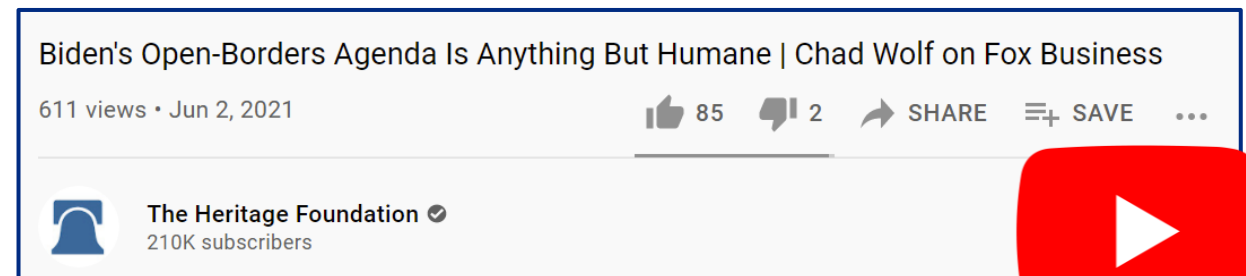 Biden's Open-Borders Agenda Is Anything But Humane | Chad Wolf on Fox Business
611 views • Jun 2, 2021 85 2 SHARE SAVE
The Heritage Foundation
210K subscribers